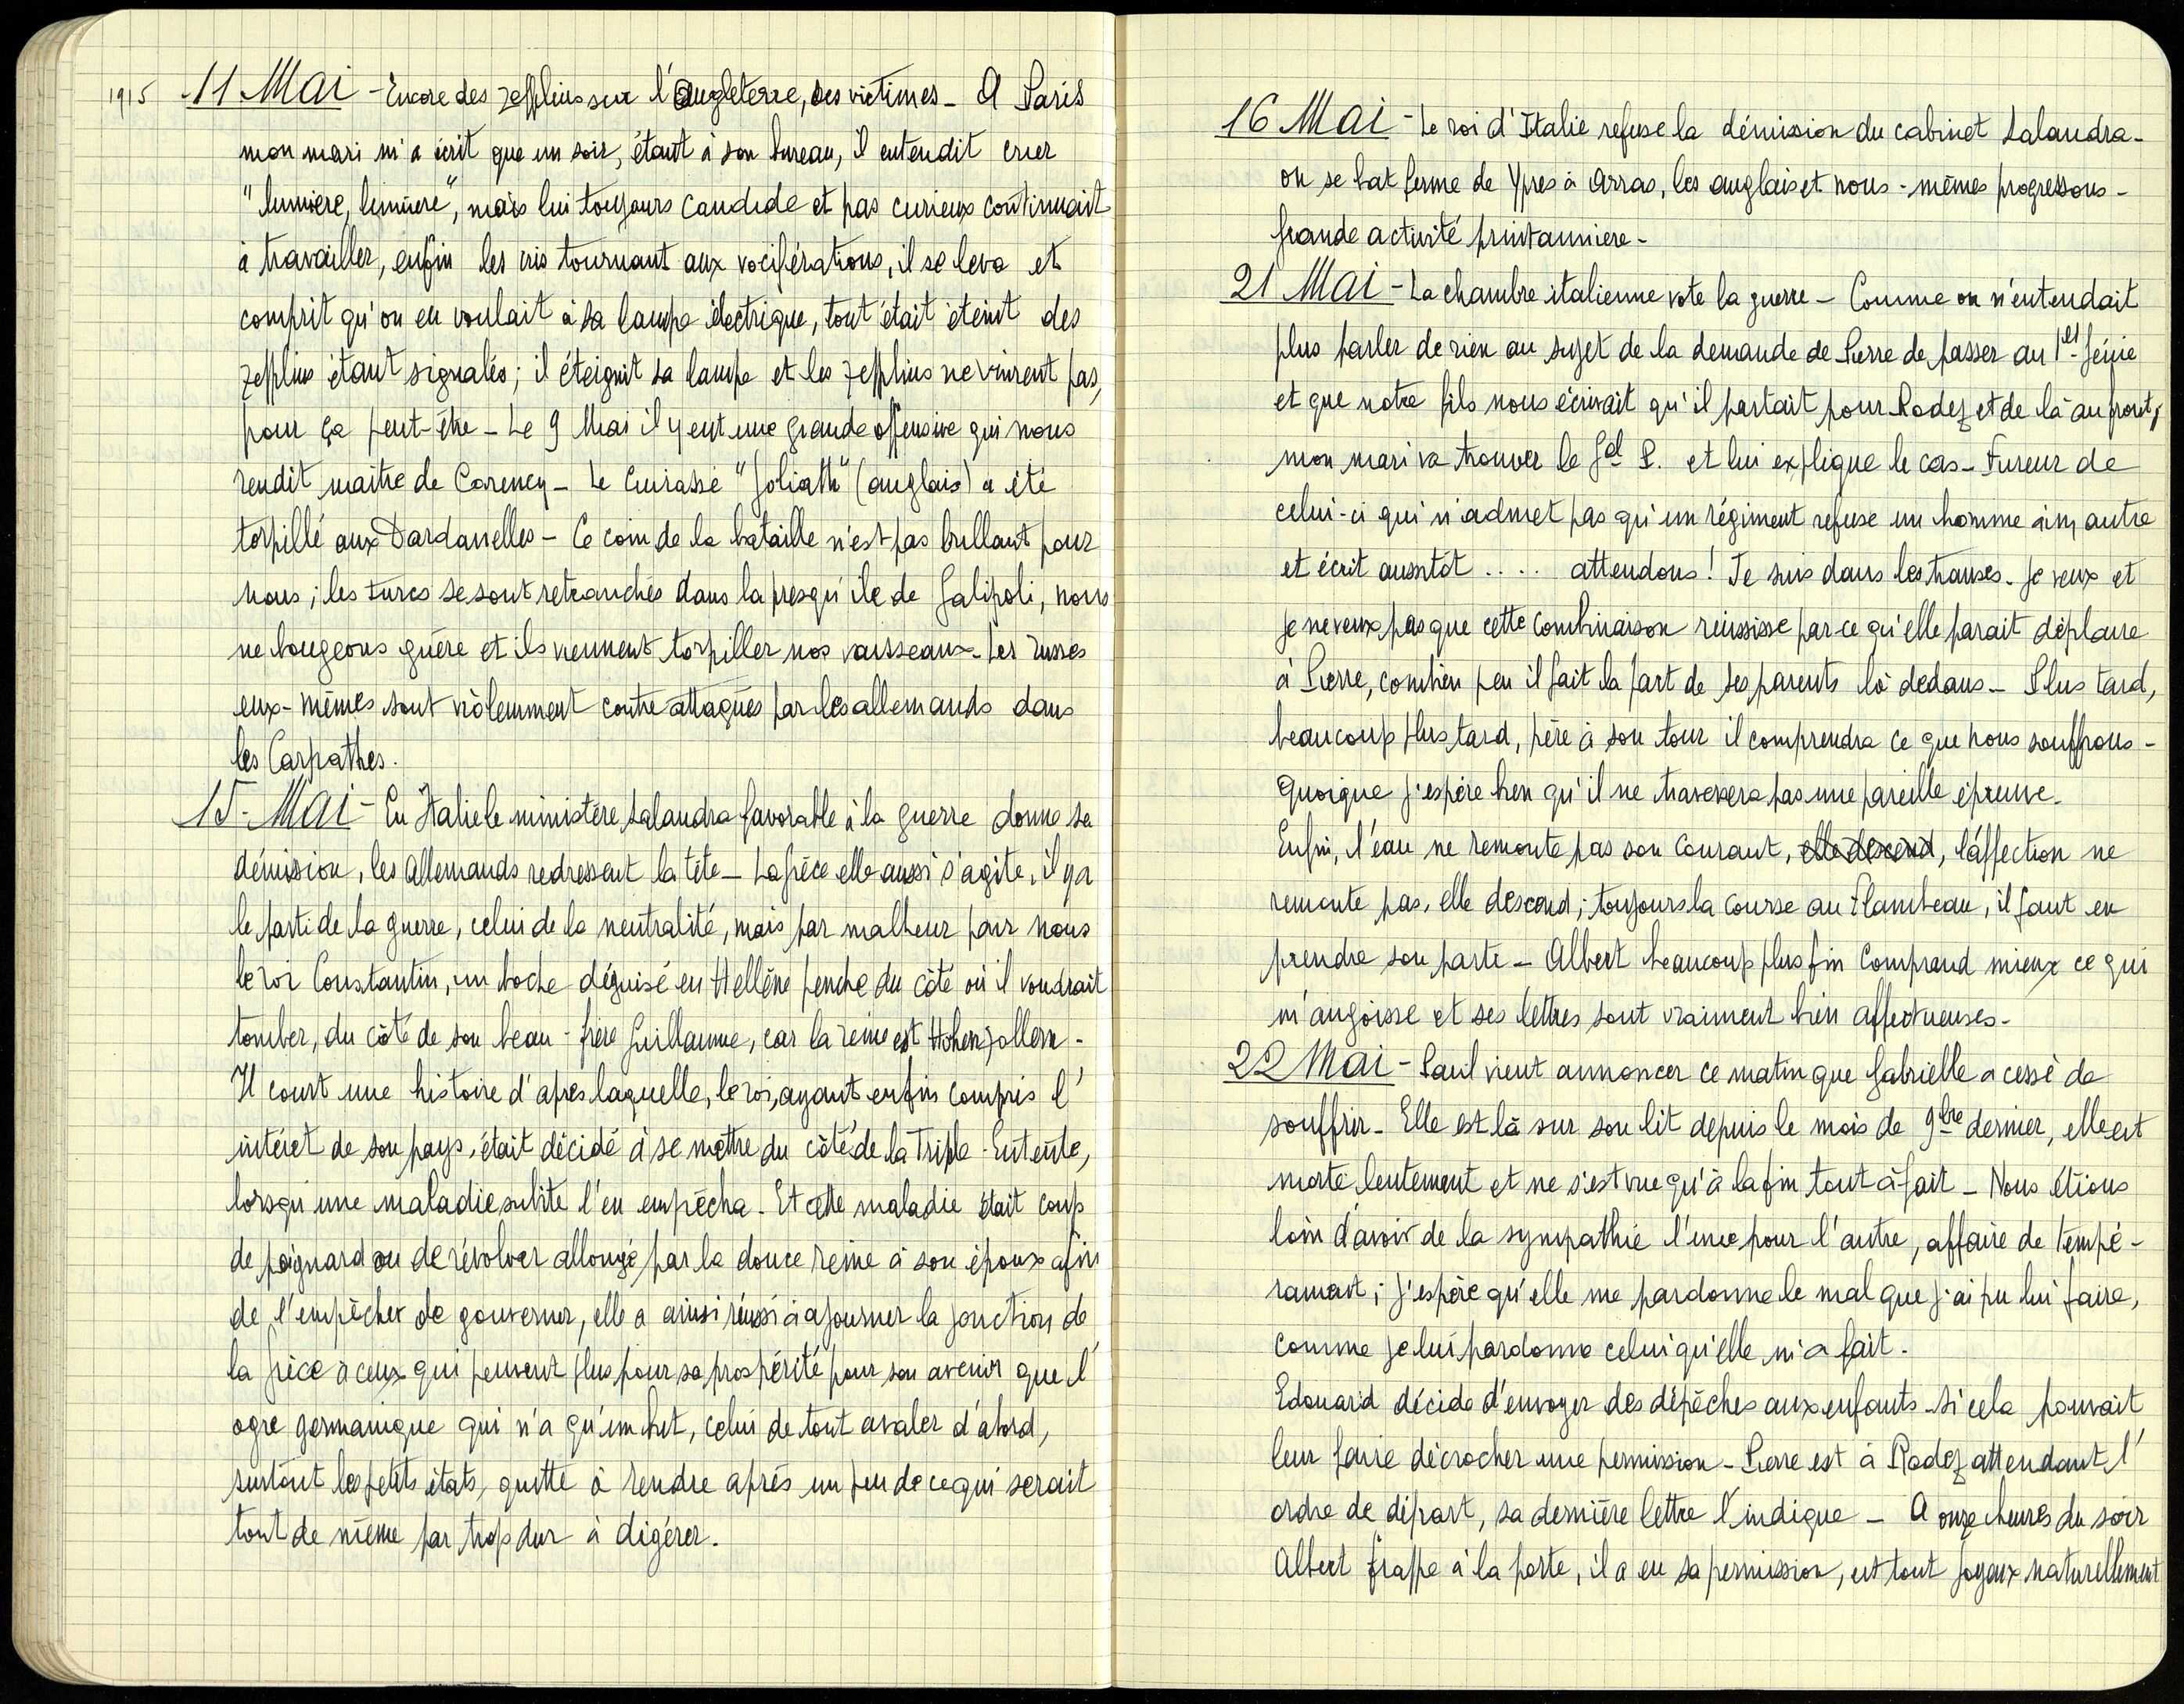 1915 11 Mai - Encore des zepplins sur l'Angleterre, des victimes - A Paris
mon mari m'a écrit que un soir, étant à son bureau, il entendit crier
"lumière, lumière", mais lui toujours candide et pas curieux continuait
à travailler, enfin les cris tournant aux vociférations, il se leva et
comprit qu'on en voulait à sa lampe électrique, tout était éteint des
zepplins étant signalés ; il éteignit sa lampe et les zepplins ne vinrent pas,
pour ça peut-être - Le 9 Mai il y eut une grande offensive qui nous
rendit maitre de Carency - Le Cuirassé "Goliath" (anglais) a été
torpillé aux Dardanelles - Ce coin de la bataille n'est pas brillant pour
nous ; les turcs se sont retranchés dans la presqu'île de Galipoli, nous
ne bougeons guère et ils viennent torpiller nos vaisseaux - Les Russes
eux-mêmes sont violemment contre attaqués par les allemands dans
les Carpathes.
15 - Mai - En Italie le ministère Salandra favorable à la guerre donne sa
démission, les Allemands redressent la tête - La Grèce elle aussi s'agite, il y a
le parti de la guerre, celui de la neutralité, mais par malheur pour nous
le roi Constantin, un boche déguisé en Hellène penche du côté où il voudrait
tomber, du côté de son beau-frère Guillaume, car la reine est Hohenzollern -
Il court une histoire d'après laquelle, le roi, ayant enfin compris l'
intéret de son pays, était décidé à se mettre du côté de la Triple-Entente,
lorsqu'une maladie subite l'en empêcha - Et cette maladie était coup
de poignard ou de révolver allongé par la douce reine à son époux afin
de l'empêcher de gouverner, elle a ainsi réussi à ajourner la jonction de
la Grèce à ceux qui peuvent plus pour sa prospérité pour son avenir que l'
ogre germanique qui n'a qu'un but, celui de tout avaler d'abord,
surtout les petits états, quitte à rendre après un peu de ce qui serait
tout de même par trop dur à digérer.
16 Mai - Le roi d'Italie refuse la démission du cabinet Salandra -
on se bat ferme de Ypres à Arras, les anglais et nous-mêmes progressons -
Grande activité printannière -
21 Mai - La chambre italienne vote la guerre - Comme on n'entendait
plus parler de rien au sujet de la demande de Pierre de passer au 1er Génie
et que notre fils nous écrivait qu'il partait pour Rodez et de là au front,
mon mari va trouver le Gal P. et lui explique le cas - Fureur de
celui-ci qui n'admet pas qu'un régiment refuse un homme à un autre
et écrit aussitôt .... attendons ! Je suis dans les transes. Je veux et
je ne veux pas que cette combinaison réussisse par-ce qu'elle parait déplaire
à Pierre, combien peu il fait la part de ses parents là dedans - Plus tard,
beaucoup plus tard, père à son tour il comprendra ce que nous souffrons -
Quoique j'espère bien qu'il ne traversera pas une pareille épreuve.
Enfin, l'eau ne remonte pas son courant, elle descend, l'affection ne
remonte pas, elle descend ; toujours la course au Flambeau, il faut en
prendre son parti - Albert beaucoup plus fin comprend mieux ce qui
m'angoisse et ses lettres sont vraiment bien affectueuses -
22 Mai - Paul vient annoncer ce matin que Gabrielle a cessé de
souffrir - Elle est là sur son lit depuis le mois de 9bre dernier, elle est
morte lentement et ne s'est vue qu'à la fin tout à fait - Nous étions
loin d'avoir de la sympathie l'une pour l'autre, affaire de tempé-
rament ; j'espère qu'elle me pardonne le mal que j'ai pu lui faire,
comme je lui pardonne celui qu'elle m'a fait.
Edouard décide d'envoyer des dépêches aux enfants - si cela pouvait
leur faire décrocher une permission - Pierre est à Rodez attendant l'
ordre de départ, sa dernière lettre l'indique - A onze heures du soir
Albert frappe à la porte, il a eu sa permission, est tout joyeux naturellement